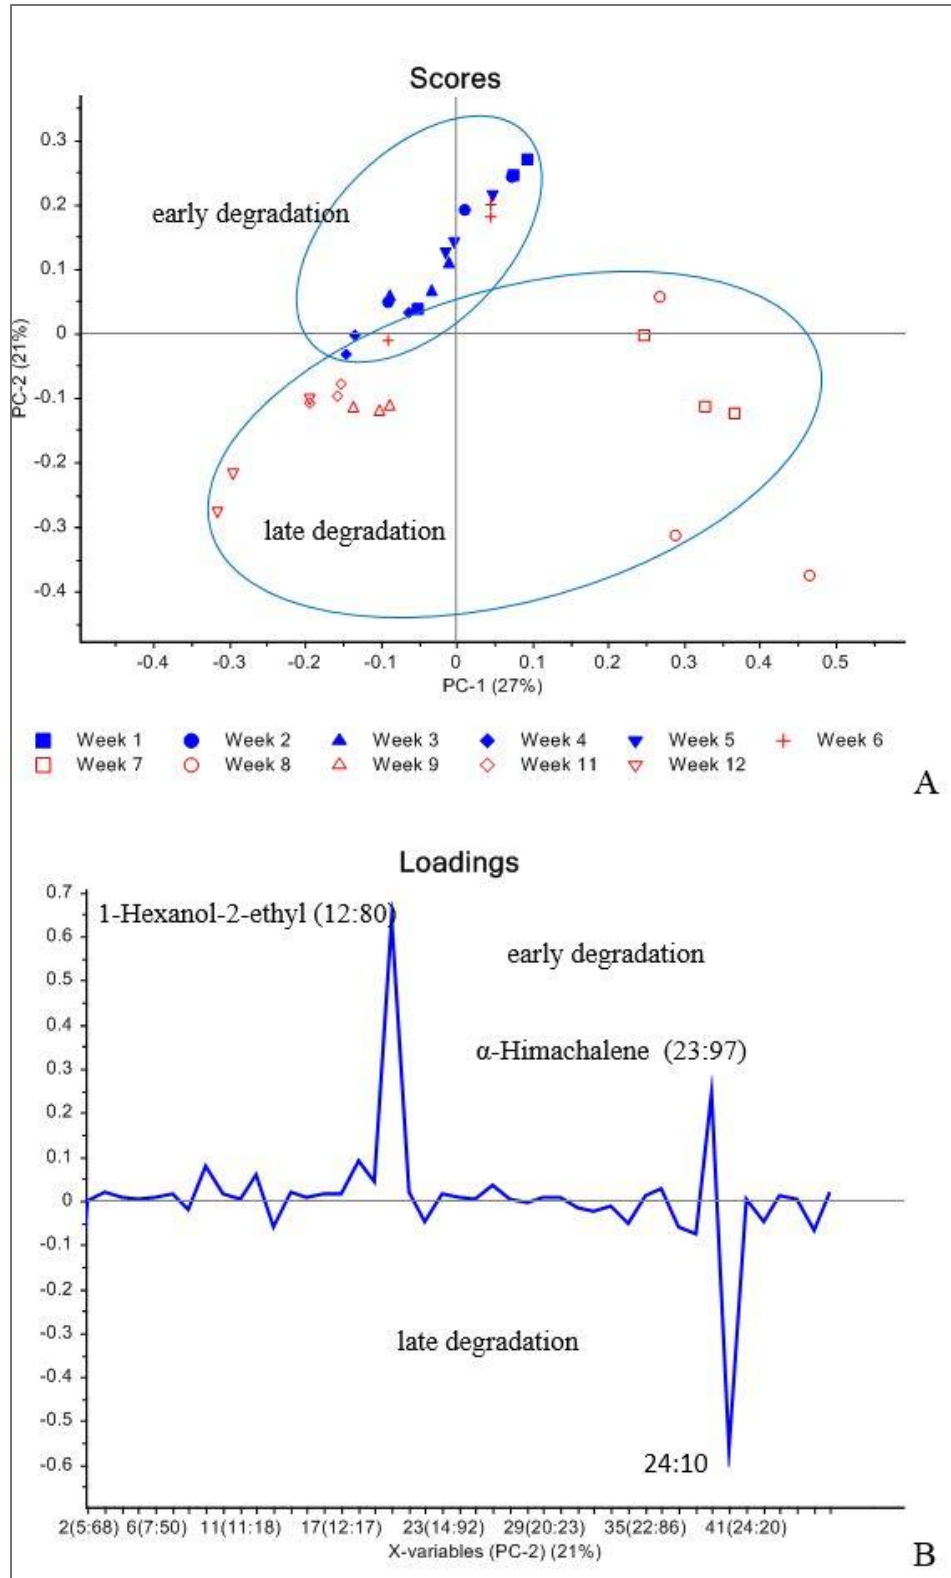 Scores
0.3
early degradation
0.2
0.1
0
-0.1
-0.2
-0.3
-0.4
PC-2 (21%)
late degradation
-0.4 -0.3 -0.2 -0.1 0 0.1 0.2 0.3 0.4 0.5
PC-1 (27%)
Week 1 Week 2 Week 3 Week 4 Week 5 Week 6
Week 7 Week 8 Week 9 Week 11 Week 12
A
Loadings
0.7
1-Hexanol-2-ethyl (12:80)
0.6
early degradation
0.5
0.4
α-Himachalene (23:97)
0.3
0.2
0.1
0
-0.1
-0.2
-0.3
late degradation
-0.4
-0.5
-0.6
24:10
2(5:68) 6(7:50) 11(11:18) 17(12:17) 23(14:92) 29(20:23) 35(22:86) 41(24:20)
X-variables (PC-2) (21%)
B